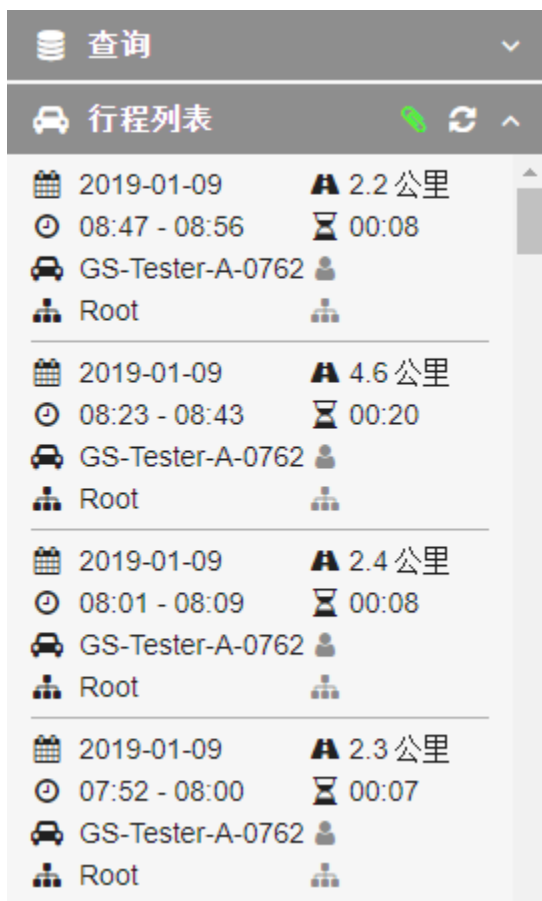 查询
行程列表
2019-01-09 2.2 公里
08:47 - 08:56 00:08
GS-Tester-A-0762
Root
2019-01-09 4.6 公里
08:23 - 08:43 00:20
GS-Tester-A-0762
Root
2019-01-09 2.4 公里
08:01 - 08:09 00:08
GS-Tester-A-0762
Root
2019-01-09 2.3 公里
07:52 - 08:00 00:07
GS-Tester-A-0762
Root